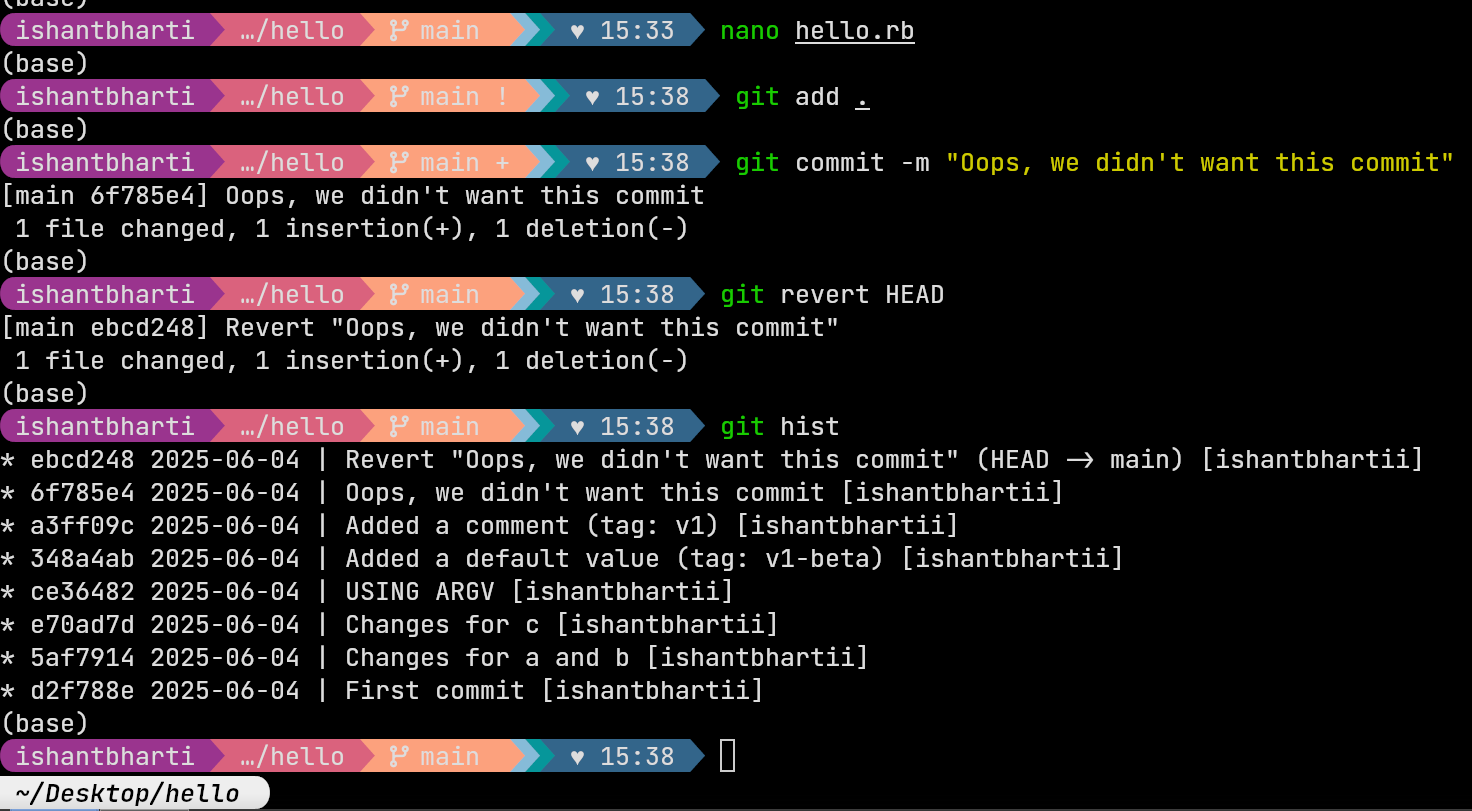 (base)
ishantbharti …/hello main ♥ 15:33 nano hello.rb
(base)
ishantbharti …/hello main ! ♥ 15:38 git add .
(base)
ishantbharti …/hello main + ♥ 15:38 git commit -m "Oops, we didn't want this commit"
[main 6f785e4] Oops, we didn't want this commit
 1 file changed, 1 insertion(+), 1 deletion(-)
(base)
ishantbharti …/hello main ♥ 15:38 git revert HEAD
[main ebcd248] Revert "Oops, we didn't want this commit"
 1 file changed, 1 insertion(+), 1 deletion(-)
(base)
ishantbharti …/hello main ♥ 15:38 git hist
* ebcd248 2025-06-04 | Revert "Oops, we didn't want this commit" (HEAD -> main) [ishantbhartii]
* 6f785e4 2025-06-04 | Oops, we didn't want this commit [ishantbhartii]
* a3ff09c 2025-06-04 | Added a comment (tag: v1) [ishantbhartii]
* 348a4ab 2025-06-04 | Added a default value (tag: v1-beta) [ishantbhartii]
* ce36482 2025-06-04 | USING ARGV [ishantbhartii]
* e70ad7d 2025-06-04 | Changes for c [ishantbhartii]
* 5af7914 2025-06-04 | Changes for a and b [ishantbhartii]
* d2f788e 2025-06-04 | First commit [ishantbhartii]
(base)
ishantbharti …/hello main ♥ 15:38
~/Desktop/hello